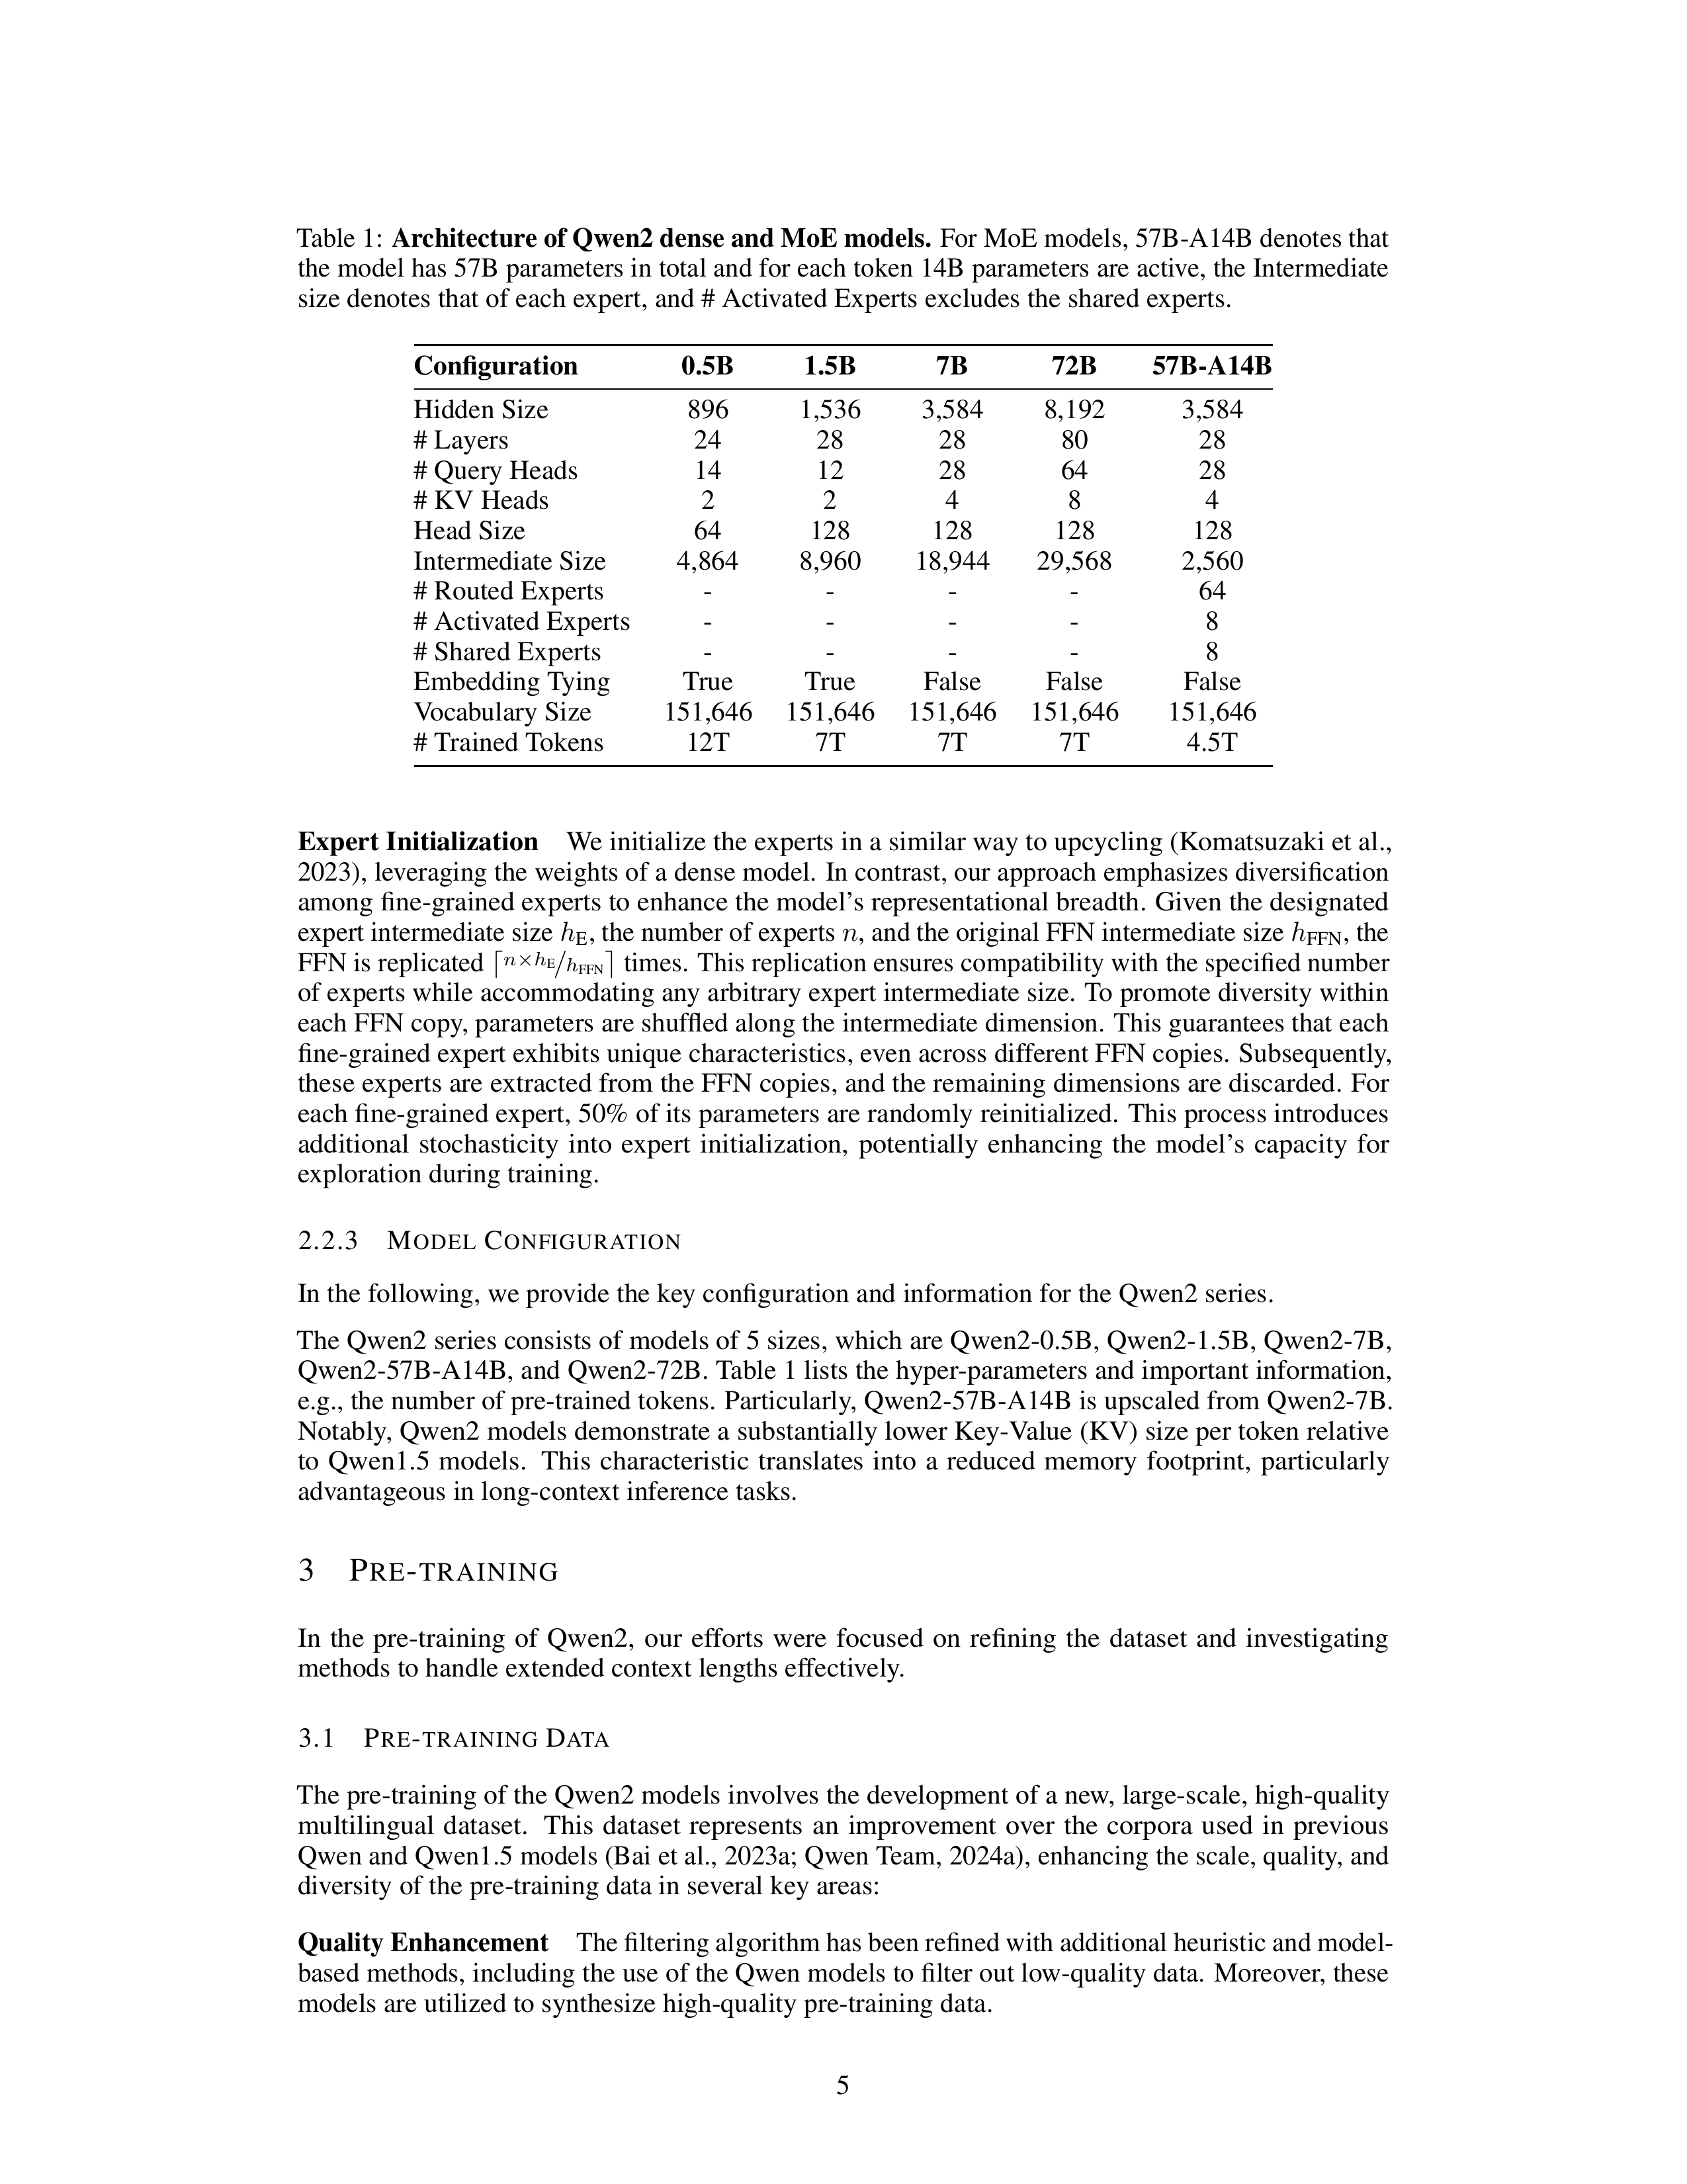 Table 1: Architecture of Qwen2 dense and MoE models. For MoE models, 57B-A14B denotes that
the model has 57B parameters in total and for each token 14B parameters are active, the Intermediate
size denotes that of each expert, and # Activated Experts excludes the shared experts.
Configuration 0.5B 1.5B 7B 72B 57B-A14B
Hidden Size 896 1,536 3,584 8,192 3,584
# Layers 24 28 28 80 28
# Query Heads 14 12 28 64 28
# KV Heads 2 2 4 8 4
Head Size 64 128 128 128 128
Intermediate Size 4,864 8,960 18,944 29,568 2,560
# Routed Experts - - - - 64
# Activated Experts - - - - 8
# Shared Experts - - - - 8
Embedding Tying True True False False False
Vocabulary Size 151,646 151,646 151,646 151,646 151,646
# Trained Tokens 12T 7T 7T 7T 4.5T
Expert Initialization We initialize the experts in a similar way to upcycling (Komatsuzaki et al.,
2023), leveraging the weights of a dense model. In contrast, our approach emphasizes diversification
among fine-grained experts to enhance the model's representational breadth. Given the designated
expert intermediate size hE, the number of experts n, and the original FFN intermediate size hFFN, the
FFN is replicated ⌈n×hE/hFFN⌉ times. This replication ensures compatibility with the specified number
of experts while accommodating any arbitrary expert intermediate size. To promote diversity within
each FFN copy, parameters are shuffled along the intermediate dimension. This guarantees that each
fine-grained expert exhibits unique characteristics, even across different FFN copies. Subsequently,
these experts are extracted from the FFN copies, and the remaining dimensions are discarded. For
each fine-grained expert, 50% of its parameters are randomly reinitialized. This process introduces
additional stochasticity into expert initialization, potentially enhancing the model's capacity for
exploration during training.
2.2.3 MODEL CONFIGURATION
In the following, we provide the key configuration and information for the Qwen2 series.
The Qwen2 series consists of models of 5 sizes, which are Qwen2-0.5B, Qwen2-1.5B, Qwen2-7B,
Qwen2-57B-A14B, and Qwen2-72B. Table 1 lists the hyper-parameters and important information,
e.g., the number of pre-trained tokens. Particularly, Qwen2-57B-A14B is upscaled from Qwen2-7B.
Notably, Qwen2 models demonstrate a substantially lower Key-Value (KV) size per token relative
to Qwen1.5 models. This characteristic translates into a reduced memory footprint, particularly
advantageous in long-context inference tasks.
3 PRE-TRAINING
In the pre-training of Qwen2, our efforts were focused on refining the dataset and investigating
methods to handle extended context lengths effectively.
3.1 PRE-TRAINING DATA
The pre-training of the Qwen2 models involves the development of a new, large-scale, high-quality
multilingual dataset. This dataset represents an improvement over the corpora used in previous
Qwen and Qwen1.5 models (Bai et al., 2023a; Qwen Team, 2024a), enhancing the scale, quality, and
diversity of the pre-training data in several key areas:
Quality Enhancement The filtering algorithm has been refined with additional heuristic and model-
based methods, including the use of the Qwen models to filter out low-quality data. Moreover, these
models are utilized to synthesize high-quality pre-training data.
5